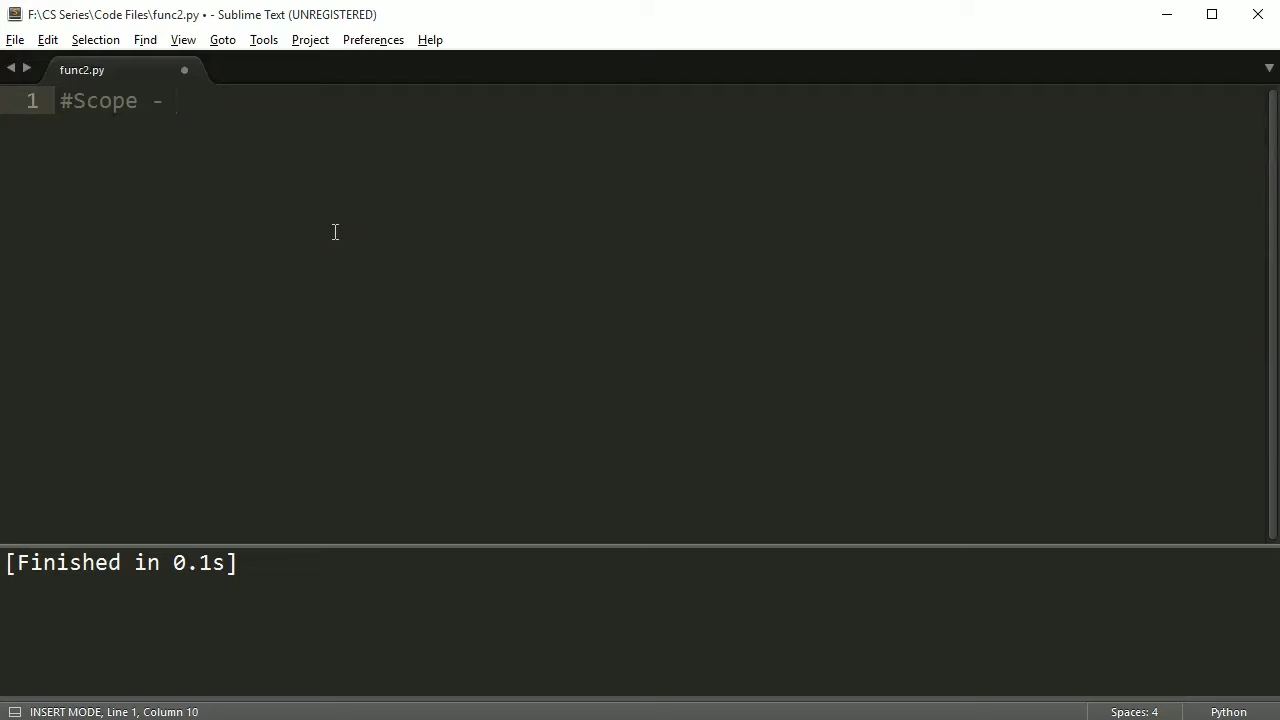 F:\CS Series\Code Files\func2.py • - Sublime Text (UNREGISTERED)
File Edit Selection Find View Goto Tools Project Preferences Help
func2.py
1 #Scope -
[Finished in 0.1s]
INSERT MODE, Line 1, Column 10 Spaces: 4 Python